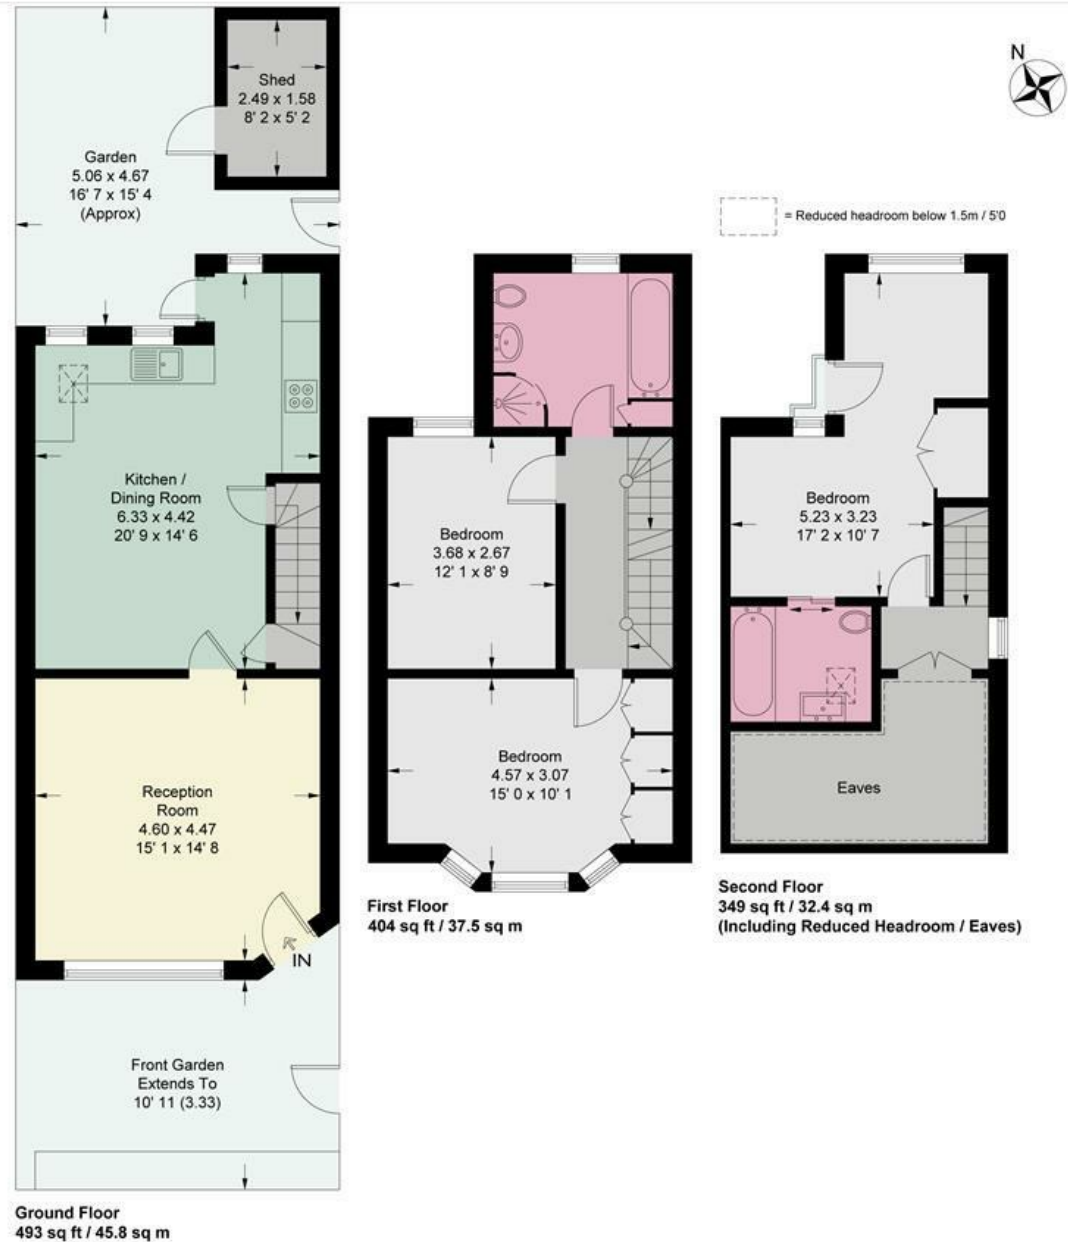 Shed
2.49 x 1.58
8' 2 x 5' 2
N
Garden
5.06 x 4.67
16' 7 x 15' 4
(Approx)
= Reduced headroom below 1.5m / 5'0
Kitchen /
Dining Room
6.33 x 4.42
20' 9 x 14' 6
Bedroom
3.68 x 2.67
12' 1 x 8' 9
Bedroom
5.23 x 3.23
17' 2 x 10' 7
Reception
Room
4.60 x 4.47
15' 1 x 14' 8
IN
Bedroom
4.57 x 3.07
15' 0 x 10' 1
Eaves
First Floor
404 sq ft / 37.5 sq m
Second Floor
349 sq ft / 32.4 sq m
(Including Reduced Headroom / Eaves)
Front Garden
Extends To
10' 11 (3.33)
Ground Floor
493 sq ft / 45.8 sq m